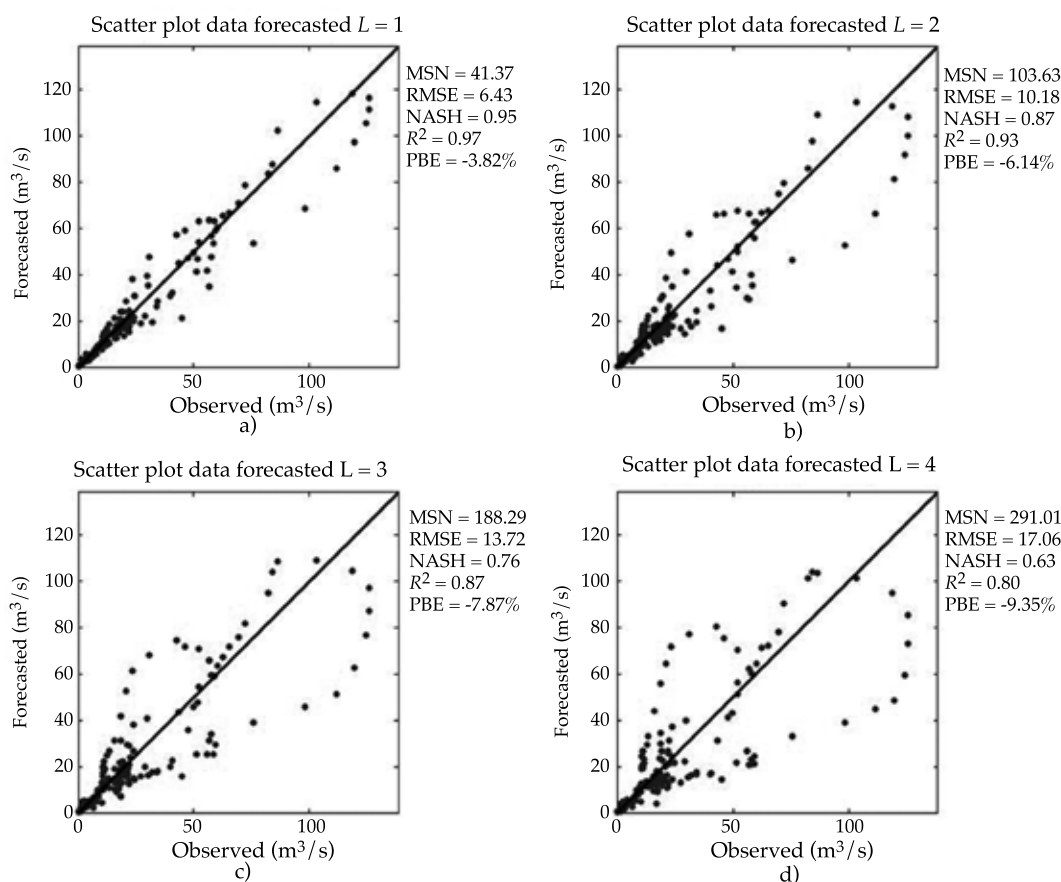 Scatter plot data forecasted L = 1
MSN = 41.37
RMSE = 6.43
NASH = 0.95
R² = 0.97
PBE = -3.82%
Forecasted (m³/s)
120
100
80
60
40
20
0
0 50 100
Observed (m³/s)
a)
Scatter plot data forecasted L = 2
MSN = 103.63
RMSE = 10.18
NASH = 0.87
R² = 0.93
PBE = -6.14%
Forecasted (m³/s)
120
100
80
60
40
20
0
0 50 100
Observed (m³/s)
b)
Scatter plot data forecasted L = 3
MSN = 188.29
RMSE = 13.72
NASH = 0.76
R² = 0.87
PBE = -7.87%
Forecasted (m³/s)
120
100
80
60
40
20
0
0 50 100
Observed (m³/s)
c)
Scatter plot data forecasted L = 4
MSN = 291.01
RMSE = 17.06
NASH = 0.63
R² = 0.80
PBE = -9.35%
Forecasted (m³/s)
120
100
80
60
40
20
0
0 50 100
Observed (m³/s)
d)